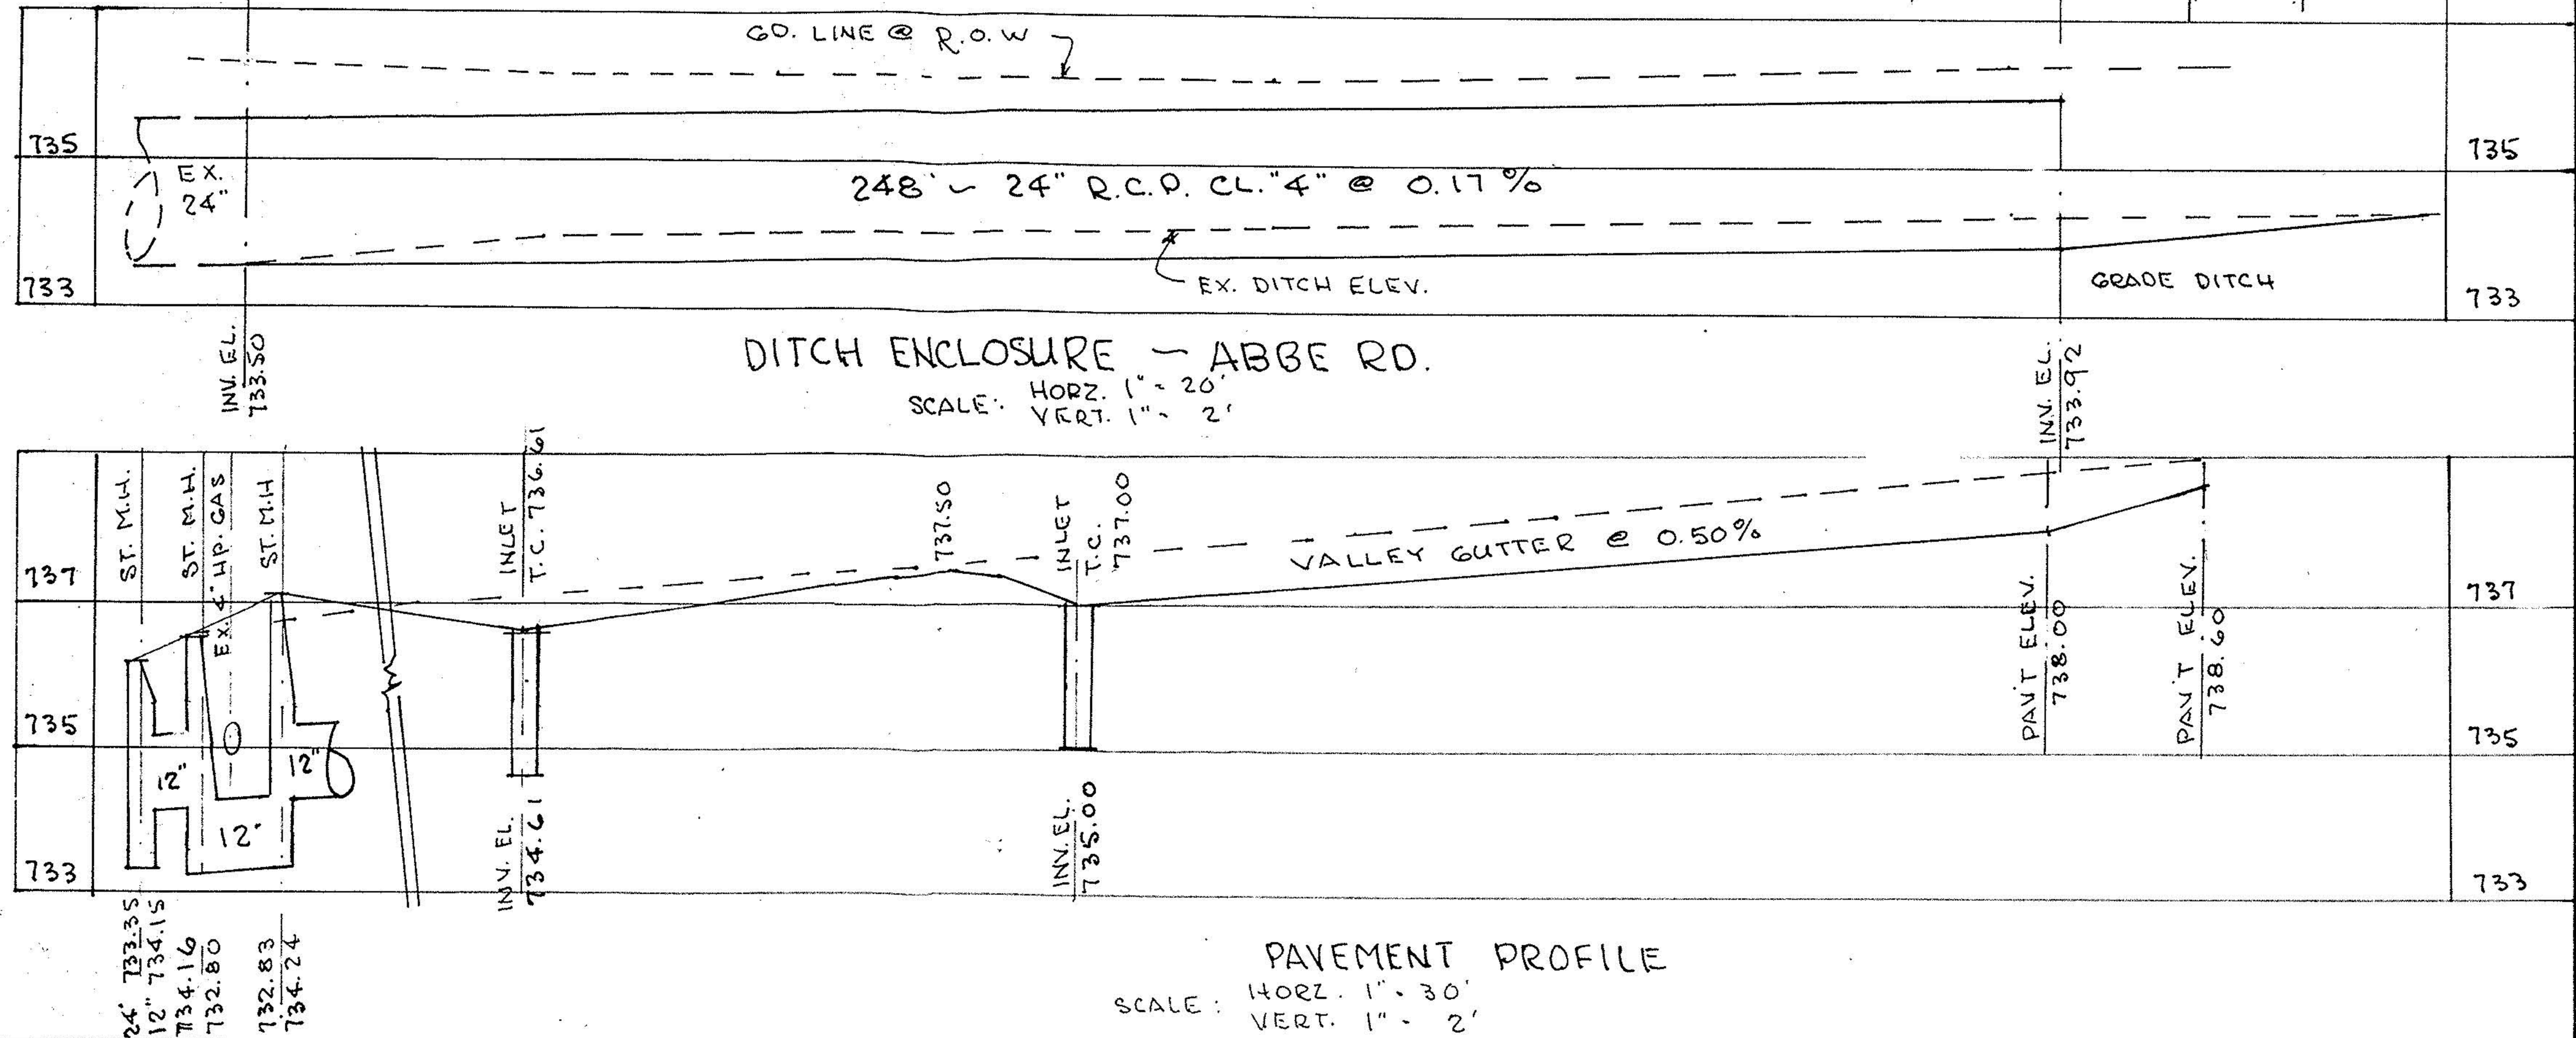 GD. LINE @ R.O.W
735
735
EX.
24"
248' ~ 24" R.C.P. CL. "4" @ 0.17%
EX. DITCH ELEV.
GRADE DITCH
733
733
INV. EL.
733.50
DITCH ENCLOSURE ~ ABBE RD.
SCALE: HORZ. 1" = 20'
VERT. 1" = 2'
INV. EL.
733.92
ST. M.H.
ST. M.H.
EX. 4" HP. GAS
ST. M.H
INLET
T.C. 736.61
737.50
INLET
T.C.
737.00
VALLEY GUTTER @ 0.50%
737
737
PAV'T ELEV.
738.00
PAV'T ELEV.
738.60
735
735
12"
12"
12"
INV. EL.
734.61
INV. EL.
735.00
733
733
24" 733.35
12" 734.15
734.16
732.80
732.83
734.24
PAVEMENT PROFILE
SCALE: HORZ. 1" = 30'
VERT. 1" = 2'